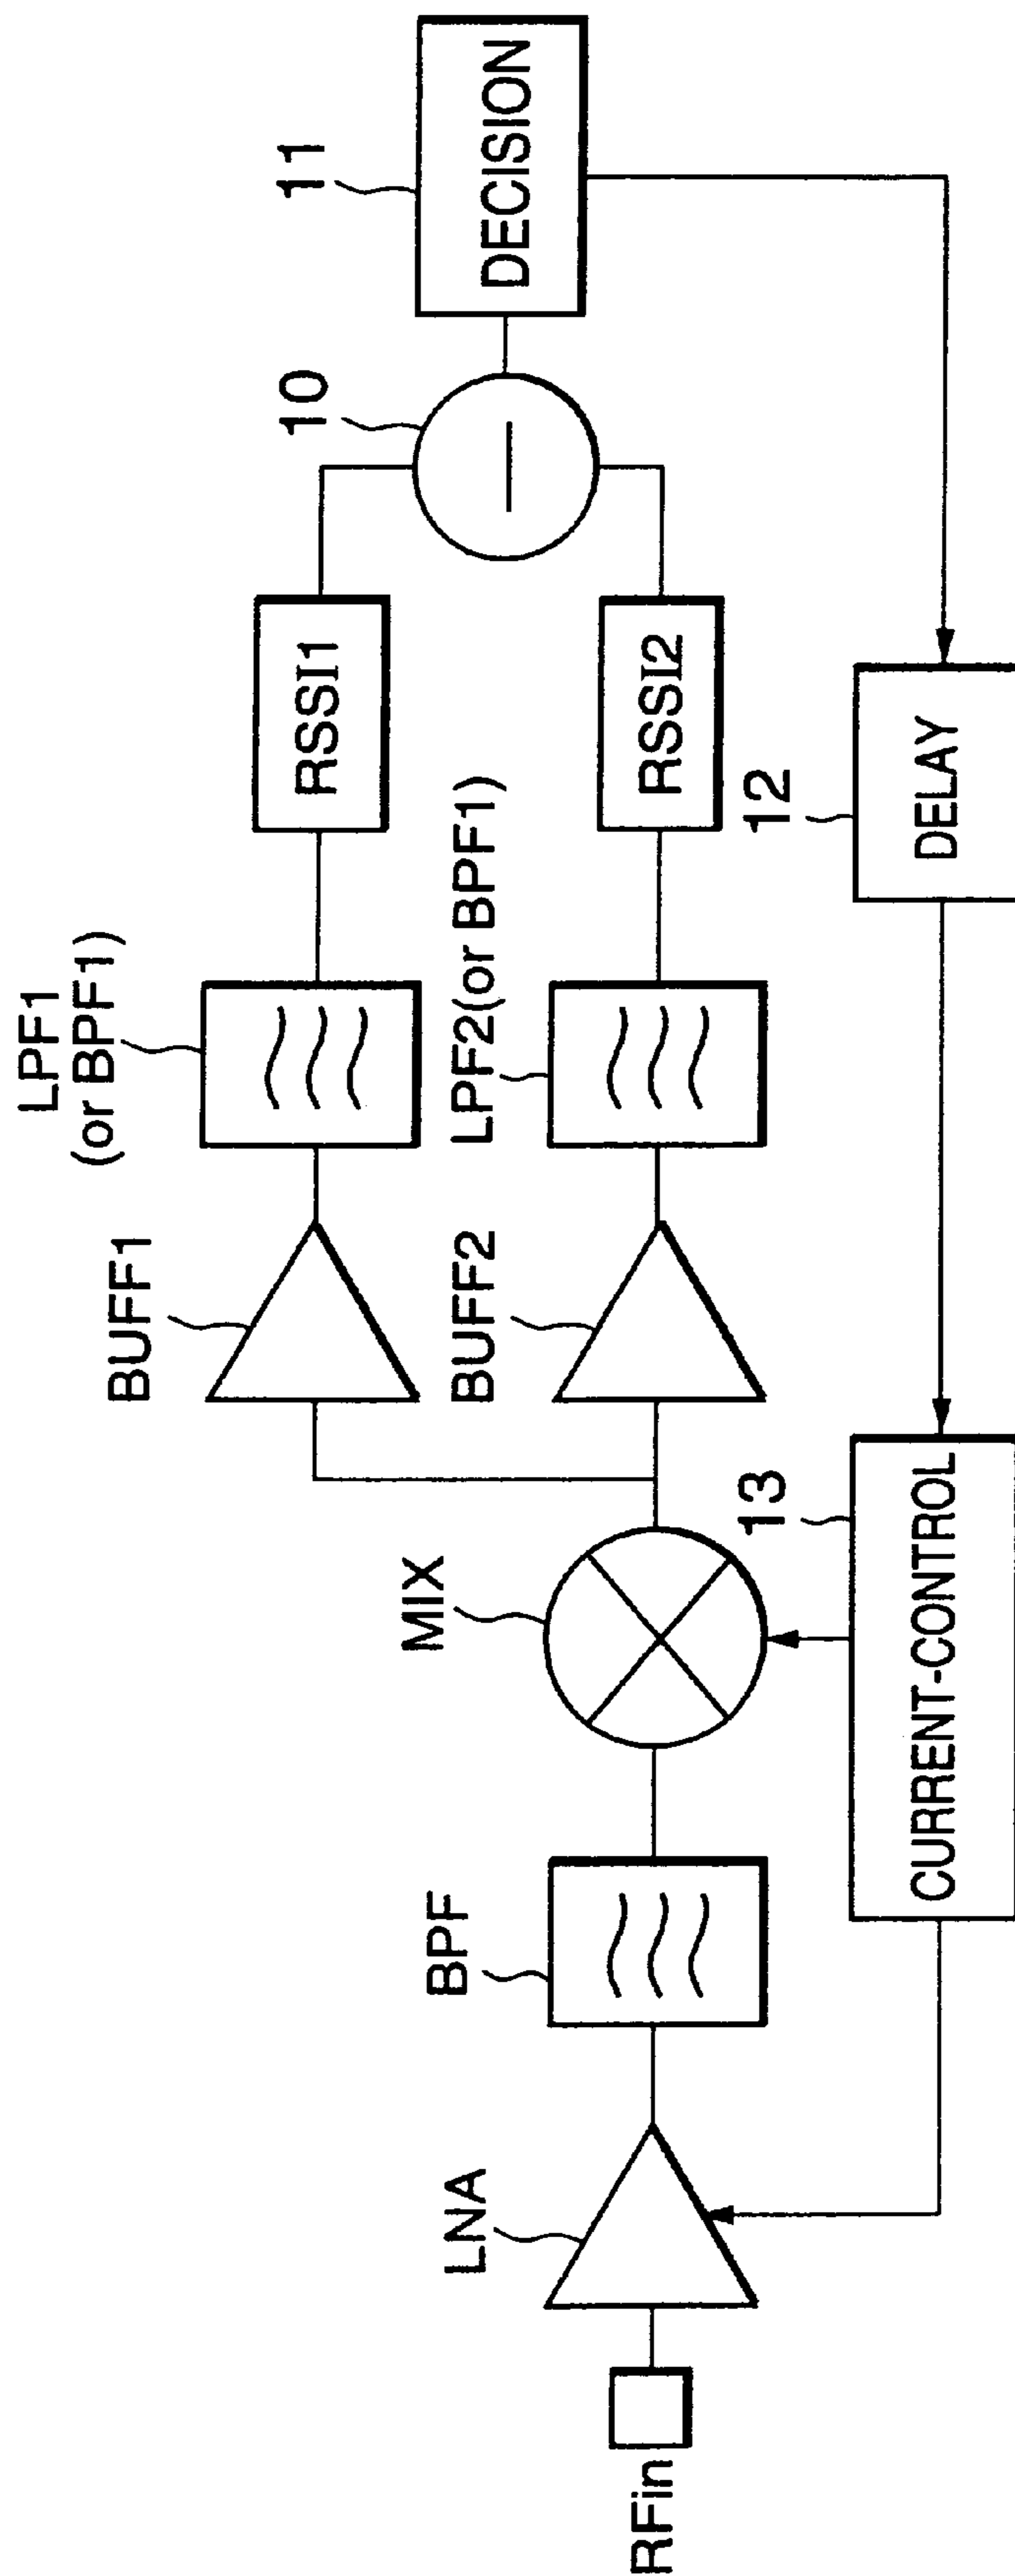 LPF1
(or BPF1)
11
10
BUFF1
RSSI1
DECISION
LNA
BPF
MIX
BUFF2
LPF2(or BPF1)
RSSI2
RFin
13
12
CURRENT-CONTROL
DELAY